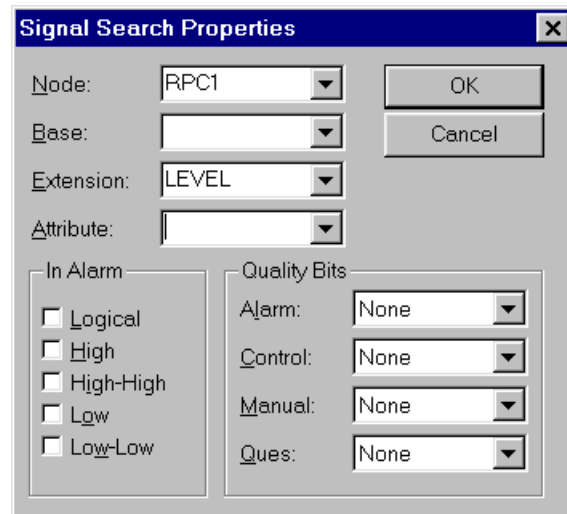 Signal Search Properties
Node: RPC1 OK
Base: Cancel
Extension: LEVEL
Attribute:
In Alarm
Logical
High
High-High
Low
Low-Low
Quality Bits
Alarm: None
Control: None
Manual: None
Ques: None